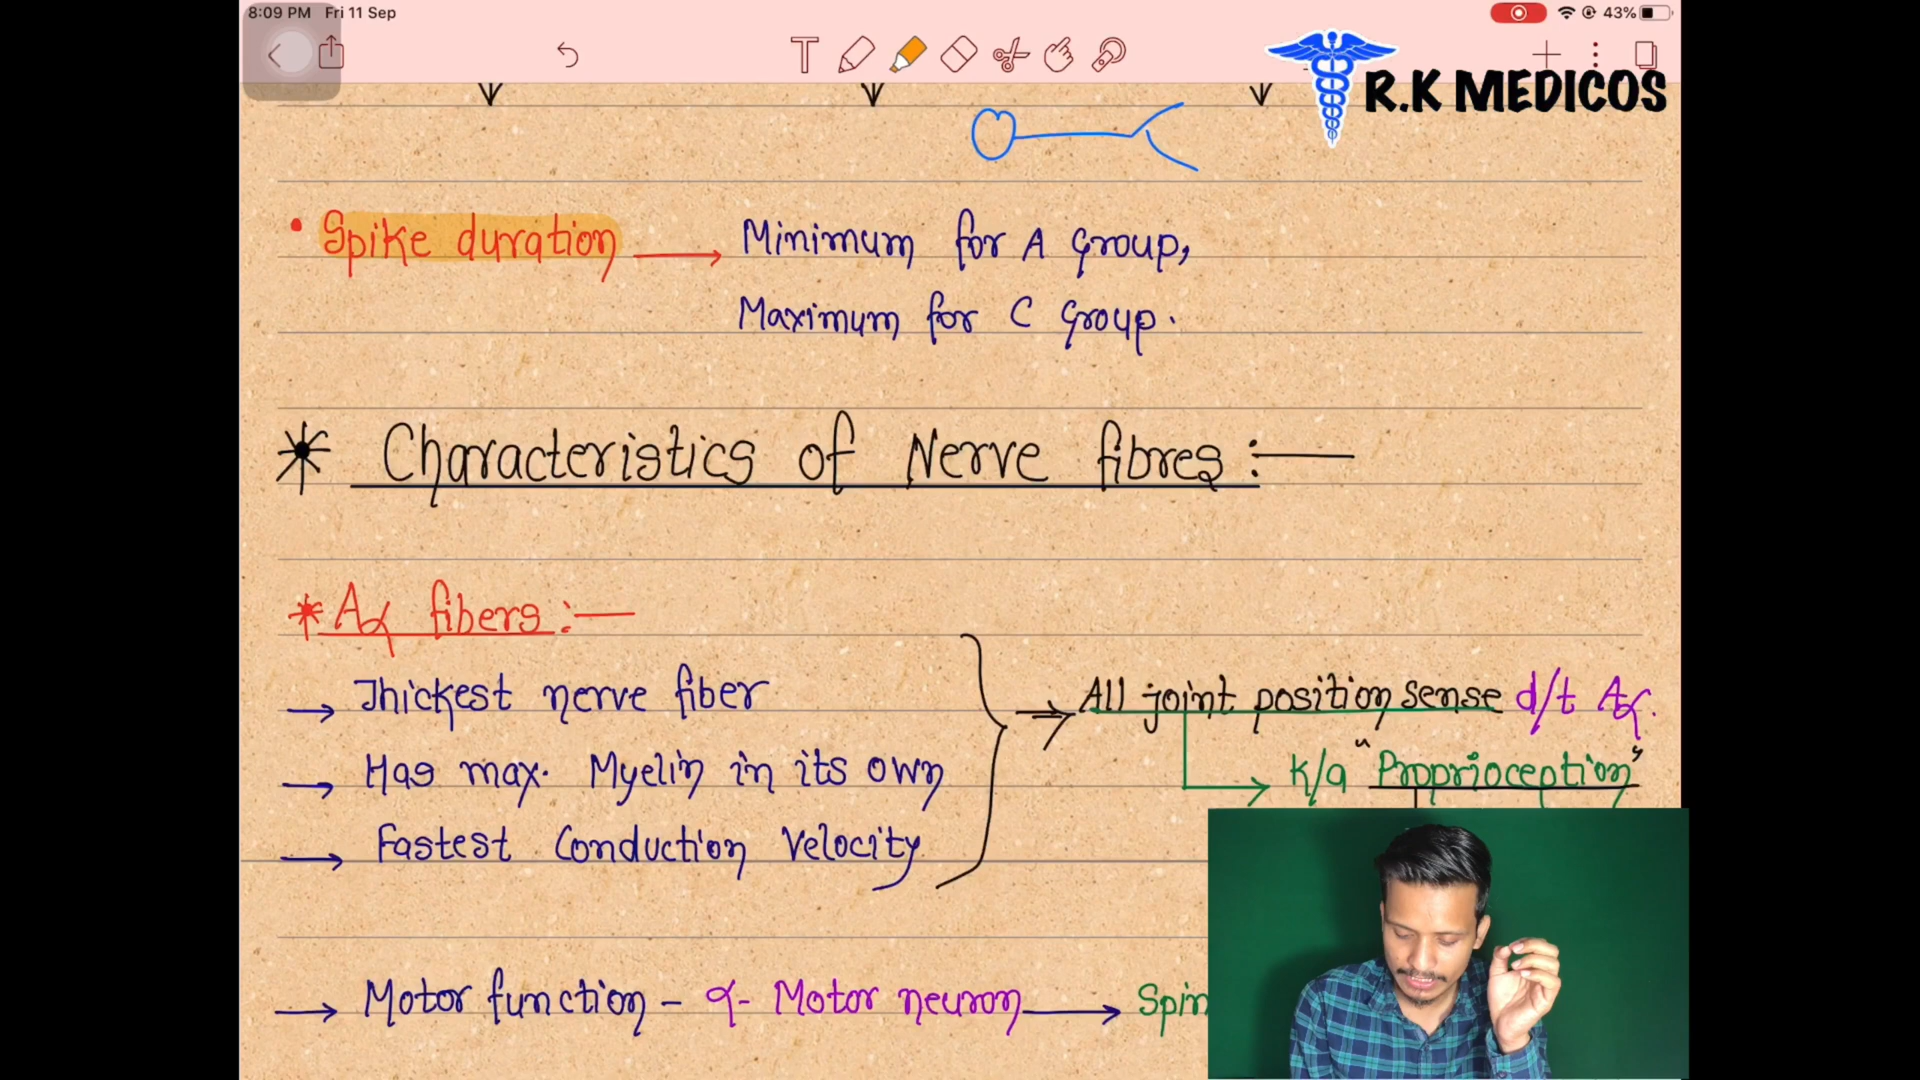 8:09 PM Fri 11 Sep
43%
R.K MEDICOS
• Spike duration → Minimum for A Group,
Maximum for C Group.
* Characteristics of Nerve fibres :—
* Aα fibers :—
→ Thickest nerve fiber
→ Has max. Myelin in its own
→ Fastest Conduction Velocity
⇒ All joint position sense d/t Aα.
→ K/a "Proprioception"
→ Motor function - α- Motor neuron → Spin